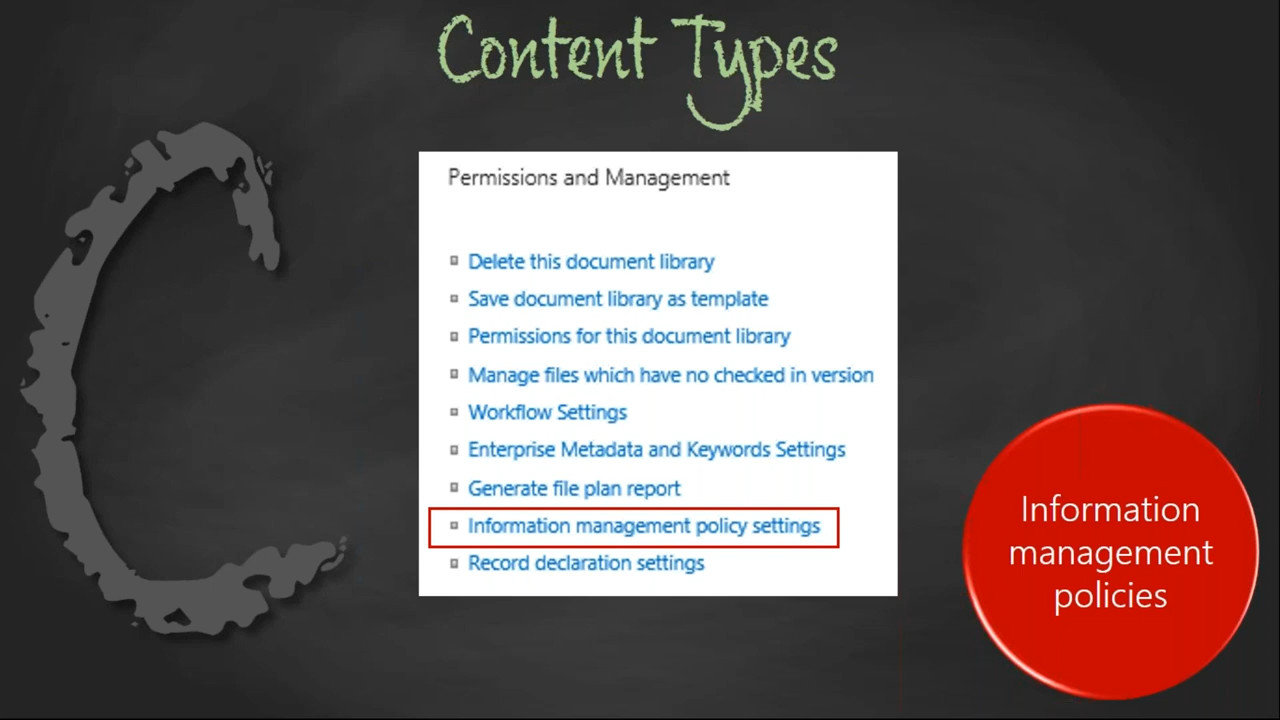 Content Types
Permissions and Management
Delete this document library
Save document library as template
Permissions for this document library
Manage files which have no checked in version
Workflow Settings
Enterprise Metadata and Keywords Settings
Generate file plan report
Information management policy settings
Record declaration settings
Information
management
policies
C